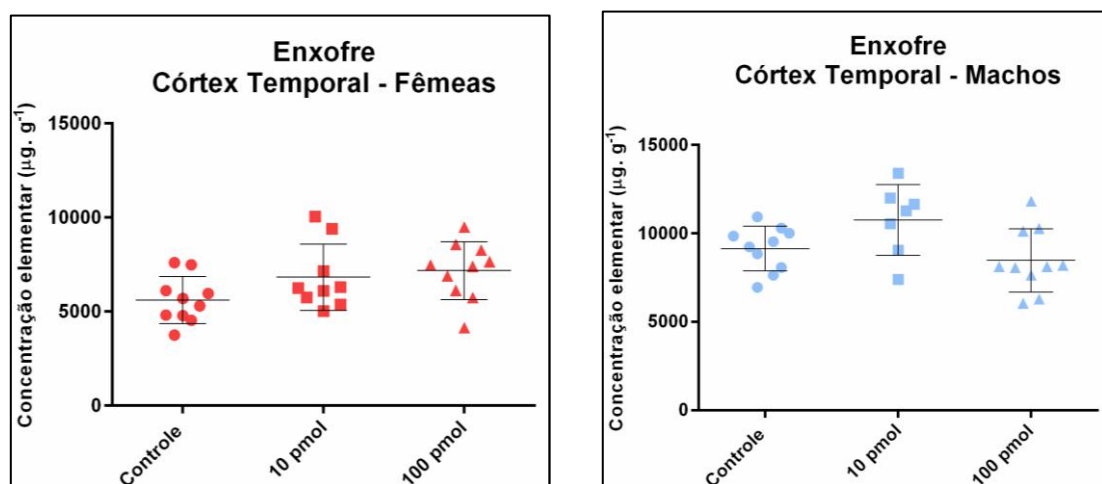 Enxofre
Córtex Temporal - Fêmeas
Concentração elementar (µg. g-1)
15000
10000
5000
0
Controle
10 pmol
100 pmol
Enxofre
Córtex Temporal - Machos
Concentração elementar (µg. g-1)
15000
10000
5000
0
Controle
10 pmol
100 pmol